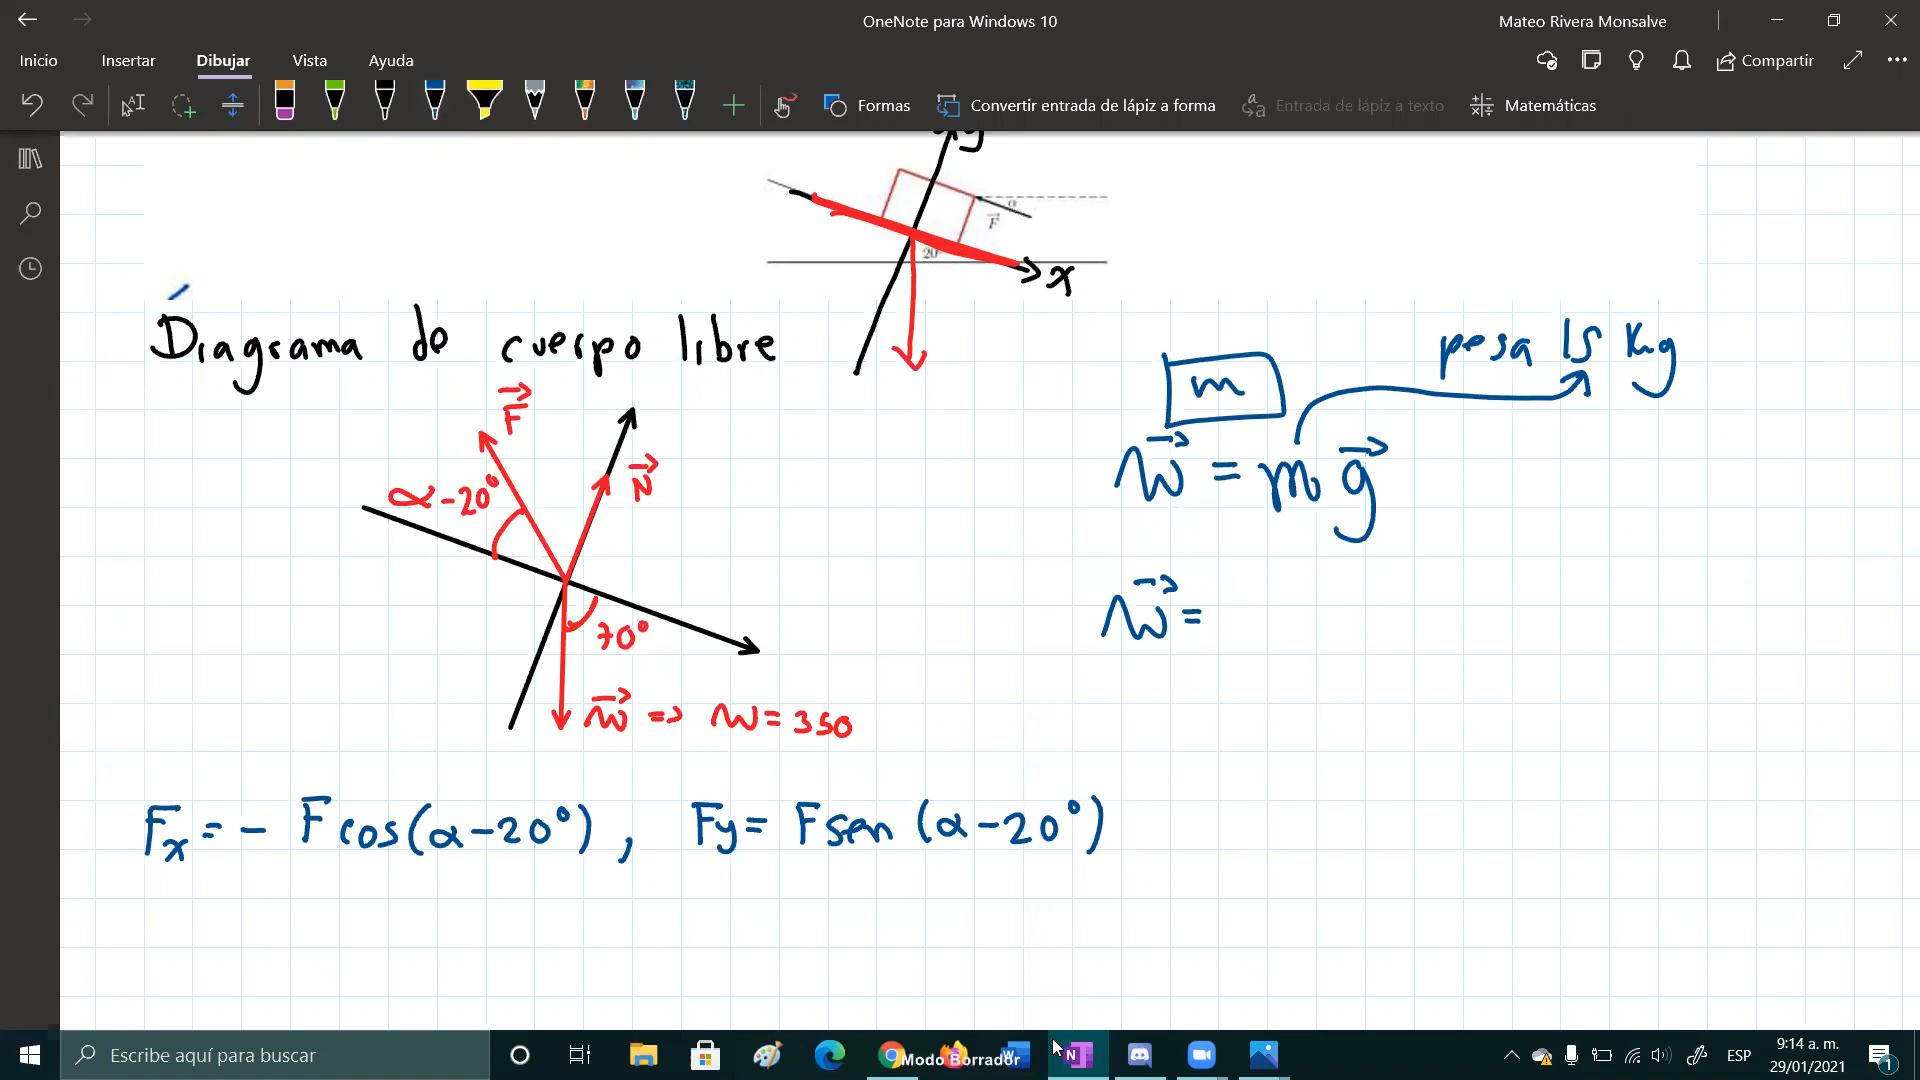 OneNote para Windows 10
Mateo Rivera Monsalve
Inicio Insertar Dibujar Vista Ayuda
Compartir
Formas Convertir entrada de lápiz a forma Entrada de lápiz a texto Matemáticas
y
α
F
20°
x
Diagrama de cuerpo libre
pesa 15 Kg
m
F
N
α-20°
w = m g
70°
w =
w => w = 350
Fx = - F cos(α-20°), Fy = F sen (α-20°)
Escribe aquí para buscar
Modo Borrador
ESP
9:14 a. m.
29/01/2021
1